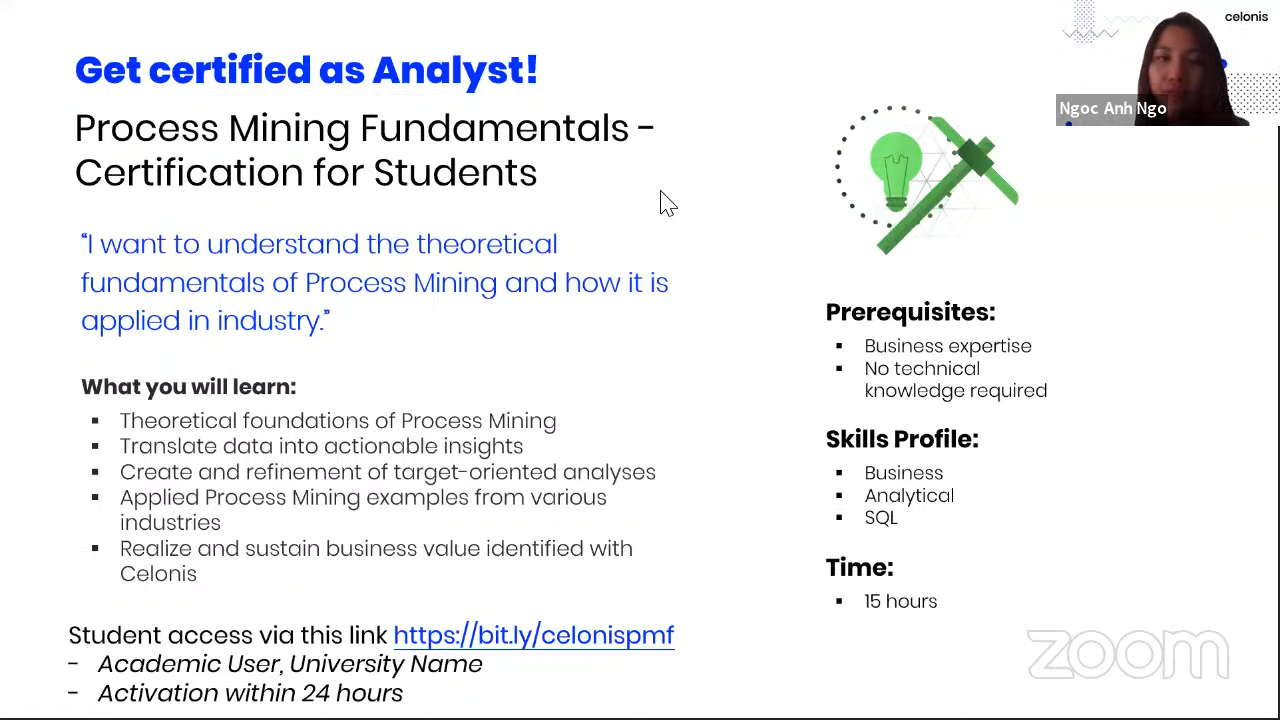 celonis
Ngoc Anh Ngo
Get certified as Analyst!
Process Mining Fundamentals -
Certification for Students
“I want to understand the theoretical
fundamentals of Process Mining and how it is
applied in industry.”
What you will learn:
▪ Theoretical foundations of Process Mining
▪ Translate data into actionable insights
▪ Create and refinement of target-oriented analyses
▪ Applied Process Mining examples from various
industries
▪ Realize and sustain business value identified with
Celonis
Student access via this link https://bit.ly/celonispmf
- Academic User, University Name
- Activation within 24 hours
Prerequisites:
▪ Business expertise
▪ No technical
knowledge required
Skills Profile:
▪ Business
▪ Analytical
▪ SQL
Time:
▪ 15 hours
zoom